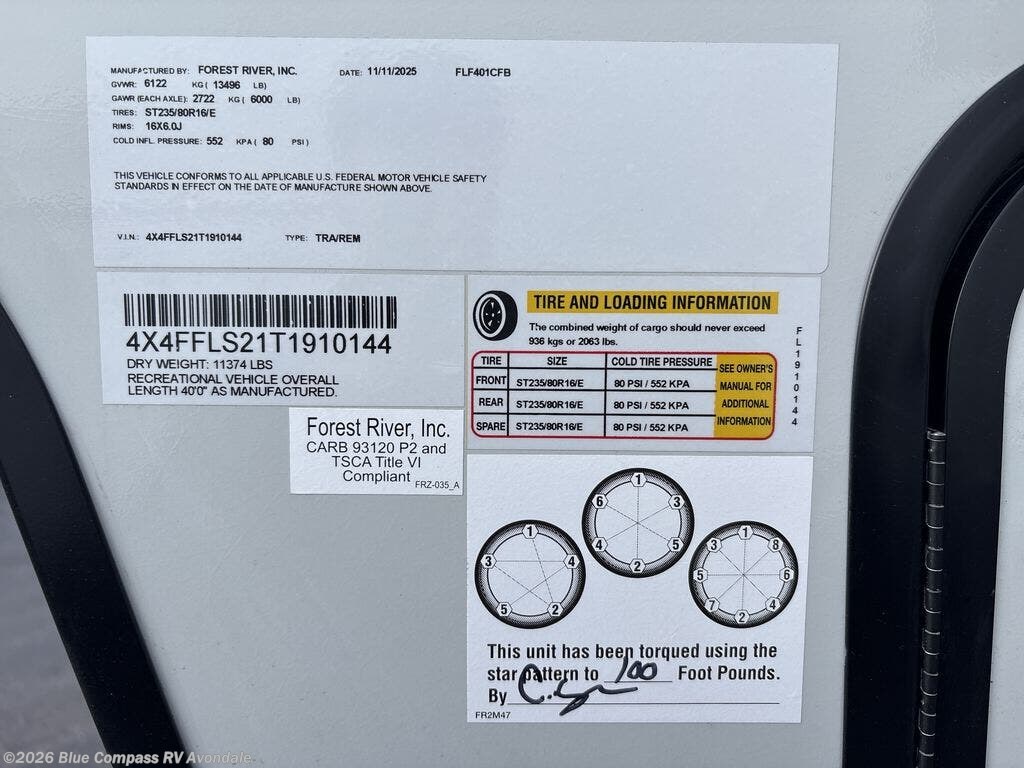 MANUFACTURED BY: FOREST RIVER, INC. DATE: 11/11/2025 FLF401CFB
GVWR: 6122 KG ( 13496 LB)
GAWR (EACH AXLE): 2722 KG ( 6000 LB)
TIRES: ST235/80R16/E
RIMS: 16X6.0J
COLD INFL. PRESSURE: 552 KPA ( 80 PSI )
THIS VEHICLE CONFORMS TO ALL APPLICABLE U.S. FEDERAL MOTOR VEHICLE SAFETY
STANDARDS IN EFFECT ON THE DATE OF MANUFACTURE SHOWN ABOVE.
V.I.N.: 4X4FFLS21T1910144 TYPE: TRA/REM
4X4FFLS21T1910144
DRY WEIGHT: 11374 LBS
RECREATIONAL VEHICLE OVERALL
LENGTH 40'0" AS MANUFACTURED.
Forest River, Inc.
CARB 93120 P2 and
TSCA Title VI
Compliant FRZ-035_A
TIRE AND LOADING INFORMATION
The combined weight of cargo should never exceed
936 kgs or 2063 lbs.
TIRE SIZE COLD TIRE PRESSURE
FRONT ST235/80R16/E 80 PSI / 552 KPA
REAR ST235/80R16/E 80 PSI / 552 KPA
SPARE ST235/80R16/E 80 PSI / 552 KPA
SEE OWNER'S
MANUAL FOR
ADDITIONAL
INFORMATION
FL1910144
1 4 2 5 3
1 3 5 2 4 6
1 8 6 4 2 7 5 3
This unit has been torqued using the
star pattern to 100 Foot Pounds.
By
FR2M47
©2026 Blue Compass RV Avondale